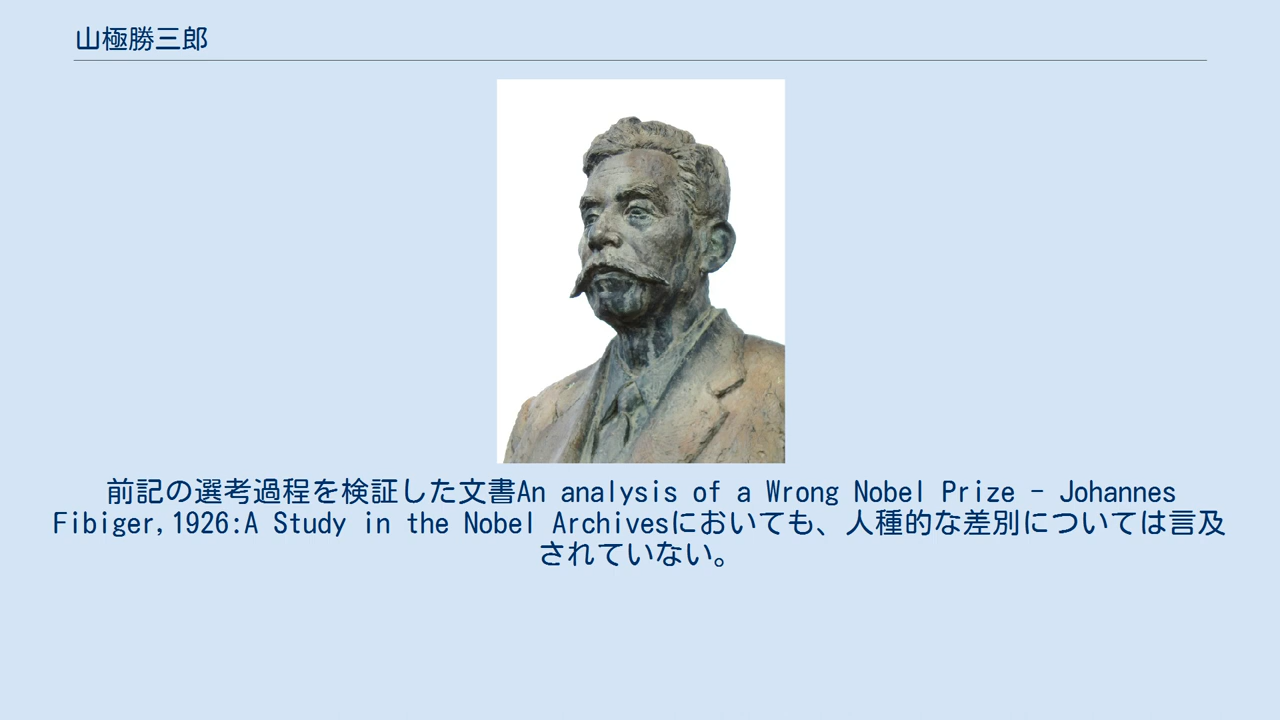 山極勝三郎
前記の選考過程を検証した文書An analysis of a Wrong Nobel Prize – Johannes
Fibiger,1926:A Study in the Nobel Archivesにおいても、人種的な差別については言及
されていない。